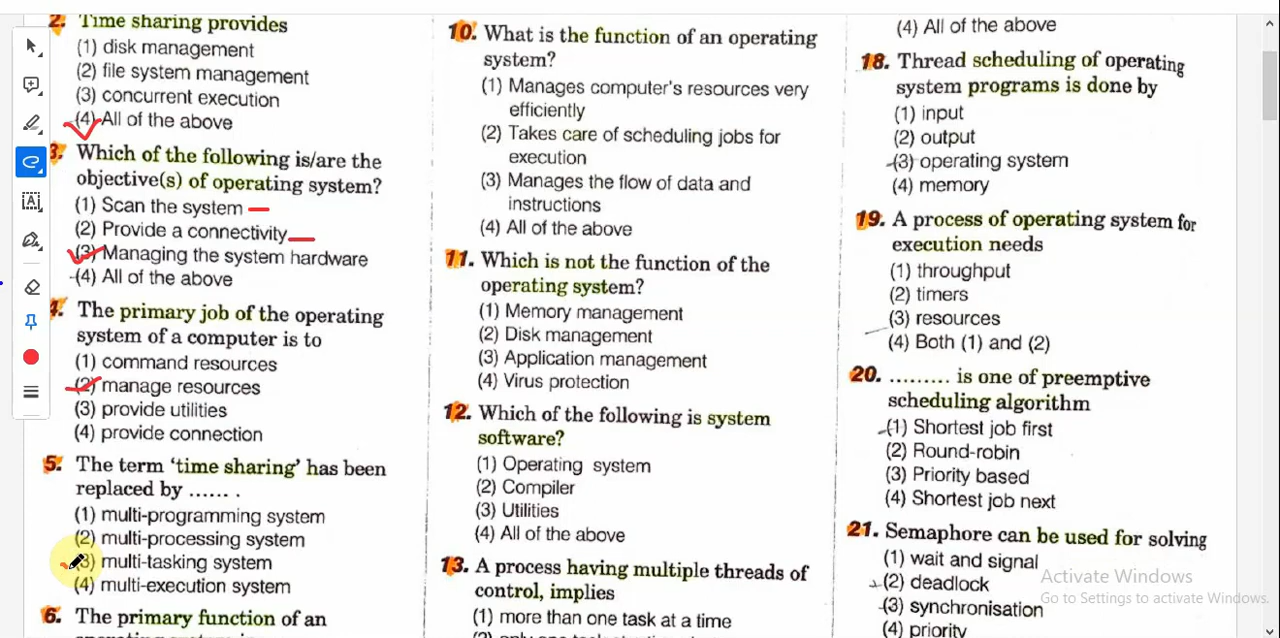 2. Time sharing provides
(1) disk management
(2) file system management
(3) concurrent execution
(4) All of the above
3. Which of the following is/are the
objective(s) of operating system?
(1) Scan the system
(2) Provide a connectivity
(3) Managing the system hardware
(4) All of the above
4. The primary job of the operating
system of a computer is to
(1) command resources
(2) manage resources
(3) provide utilities
(4) provide connection
5. The term ‘time sharing’ has been
replaced by ...... .
(1) multi-programming system
(2) multi-processing system
(3) multi-tasking system
(4) multi-execution system
6. The primary function of an
10. What is the function of an operating
system?
(1) Manages computer's resources very
efficiently
(2) Takes care of scheduling jobs for
execution
(3) Manages the flow of data and
instructions
(4) All of the above
11. Which is not the function of the
operating system?
(1) Memory management
(2) Disk management
(3) Application management
(4) Virus protection
12. Which of the following is system
software?
(1) Operating system
(2) Compiler
(3) Utilities
(4) All of the above
13. A process having multiple threads of
control, implies
(1) more than one task at a time
(4) All of the above
18. Thread scheduling of operating
system programs is done by
(1) input
(2) output
(3) operating system
(4) memory
19. A process of operating system for
execution needs
(1) throughput
(2) timers
(3) resources
(4) Both (1) and (2)
20. ......... is one of preemptive
scheduling algorithm
(1) Shortest job first
(2) Round-robin
(3) Priority based
(4) Shortest job next
21. Semaphore can be used for solving
(1) wait and signal
(2) deadlock
(3) synchronisation
(4) priority
Activate Windows
Go to Settings to activate Windows.